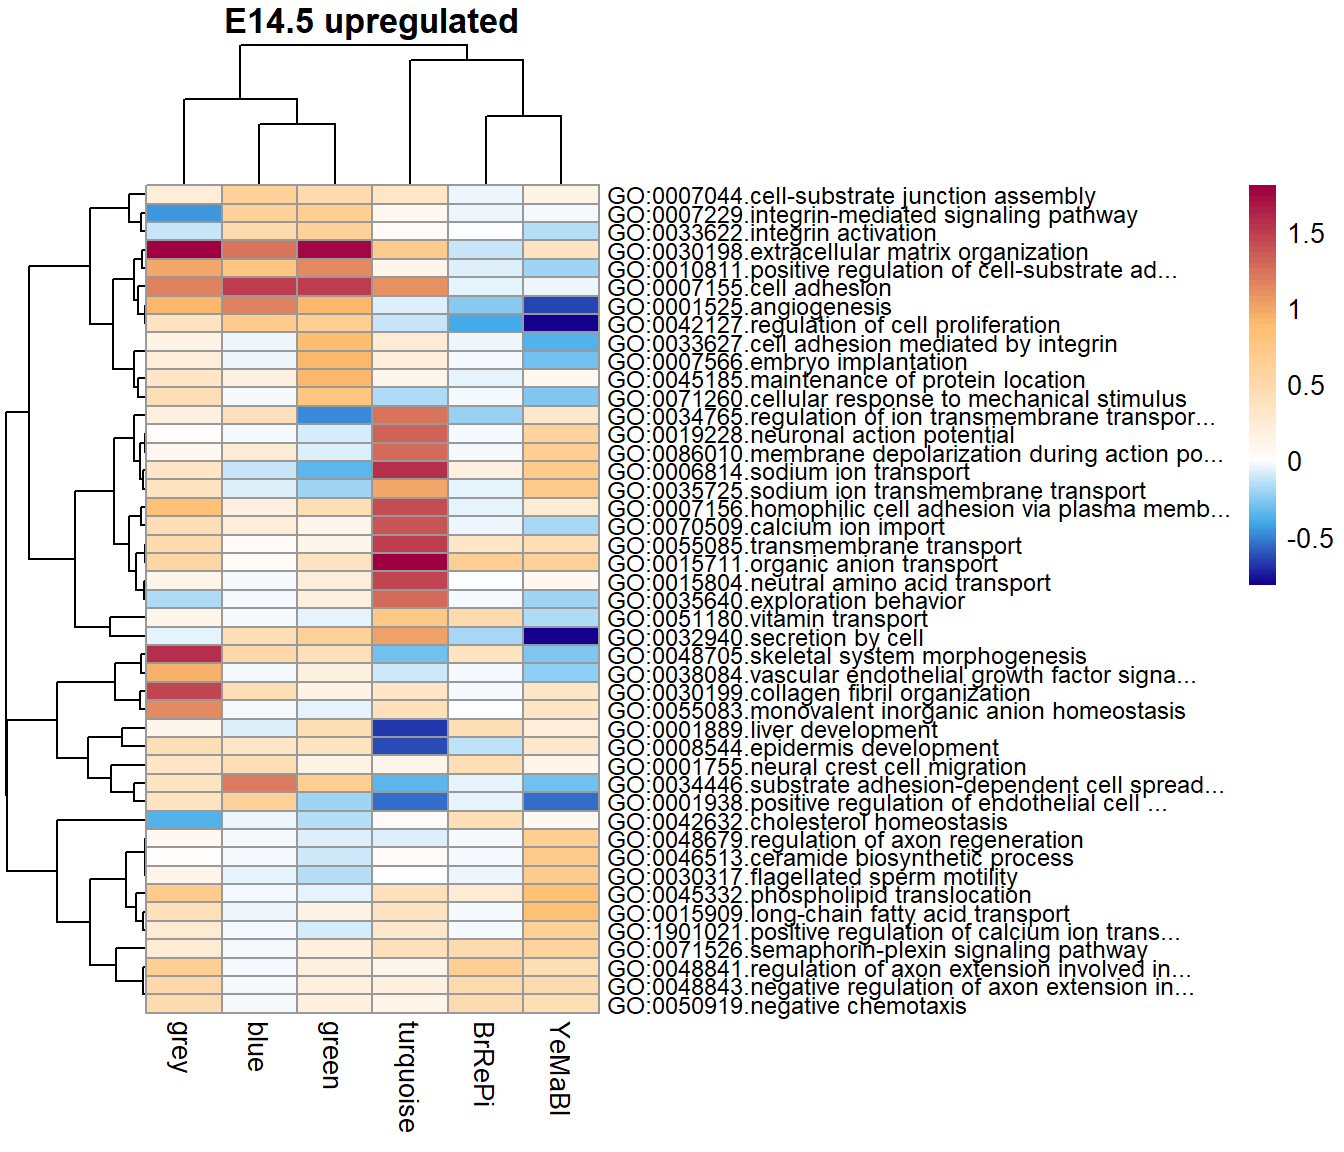 E14.5 upregulated
GO:0007044.cell-substrate junction assembly
GO:0007229.integrin-mediated signaling pathway
GO:0033622.integrin activation
GO:0030198.extracellular matrix organization
GO:0010811.positive regulation of cell-substrate ad...
GO:0007155.cell adhesion
GO:0001525.angiogenesis
GO:0042127.regulation of cell proliferation
GO:0033627.cell adhesion mediated by integrin
GO:0007566.embryo implantation
GO:0045185.maintenance of protein location
GO:0071260.cellular response to mechanical stimulus
GO:0034765.regulation of ion transmembrane transpor...
GO:0019228.neuronal action potential
GO:0086010.membrane depolarization during action po...
GO:0006814.sodium ion transport
GO:0035725.sodium ion transmembrane transport
GO:0007156.homophilic cell adhesion via plasma memb...
GO:0070509.calcium ion import
GO:0055085.transmembrane transport
GO:0015711.organic anion transport
GO:0015804.neutral amino acid transport
GO:0035640.exploration behavior
GO:0051180.vitamin transport
GO:0032940.secretion by cell
GO:0048705.skeletal system morphogenesis
GO:0038084.vascular endothelial growth factor signa...
GO:0030199.collagen fibril organization
GO:0055083.monovalent inorganic anion homeostasis
GO:0001889.liver development
GO:0008544.epidermis development
GO:0001755.neural crest cell migration
GO:0034446.substrate adhesion-dependent cell spread...
GO:0001938.positive regulation of endothelial cell ...
GO:0042632.cholesterol homeostasis
GO:0048679.regulation of axon regeneration
GO:0046513.ceramide biosynthetic process
GO:0030317.flagellated sperm motility
GO:0045332.phospholipid translocation
GO:0015909.long-chain fatty acid transport
GO:1901021.positive regulation of calcium ion trans...
GO:0071526.semaphorin-plexin signaling pathway
GO:0048841.regulation of axon extension involved in...
GO:0048843.negative regulation of axon extension in...
GO:0050919.negative chemotaxis
grey
blue
green
turquoise
BrRePi
YeMaBl
1.5
1
0.5
0
-0.5